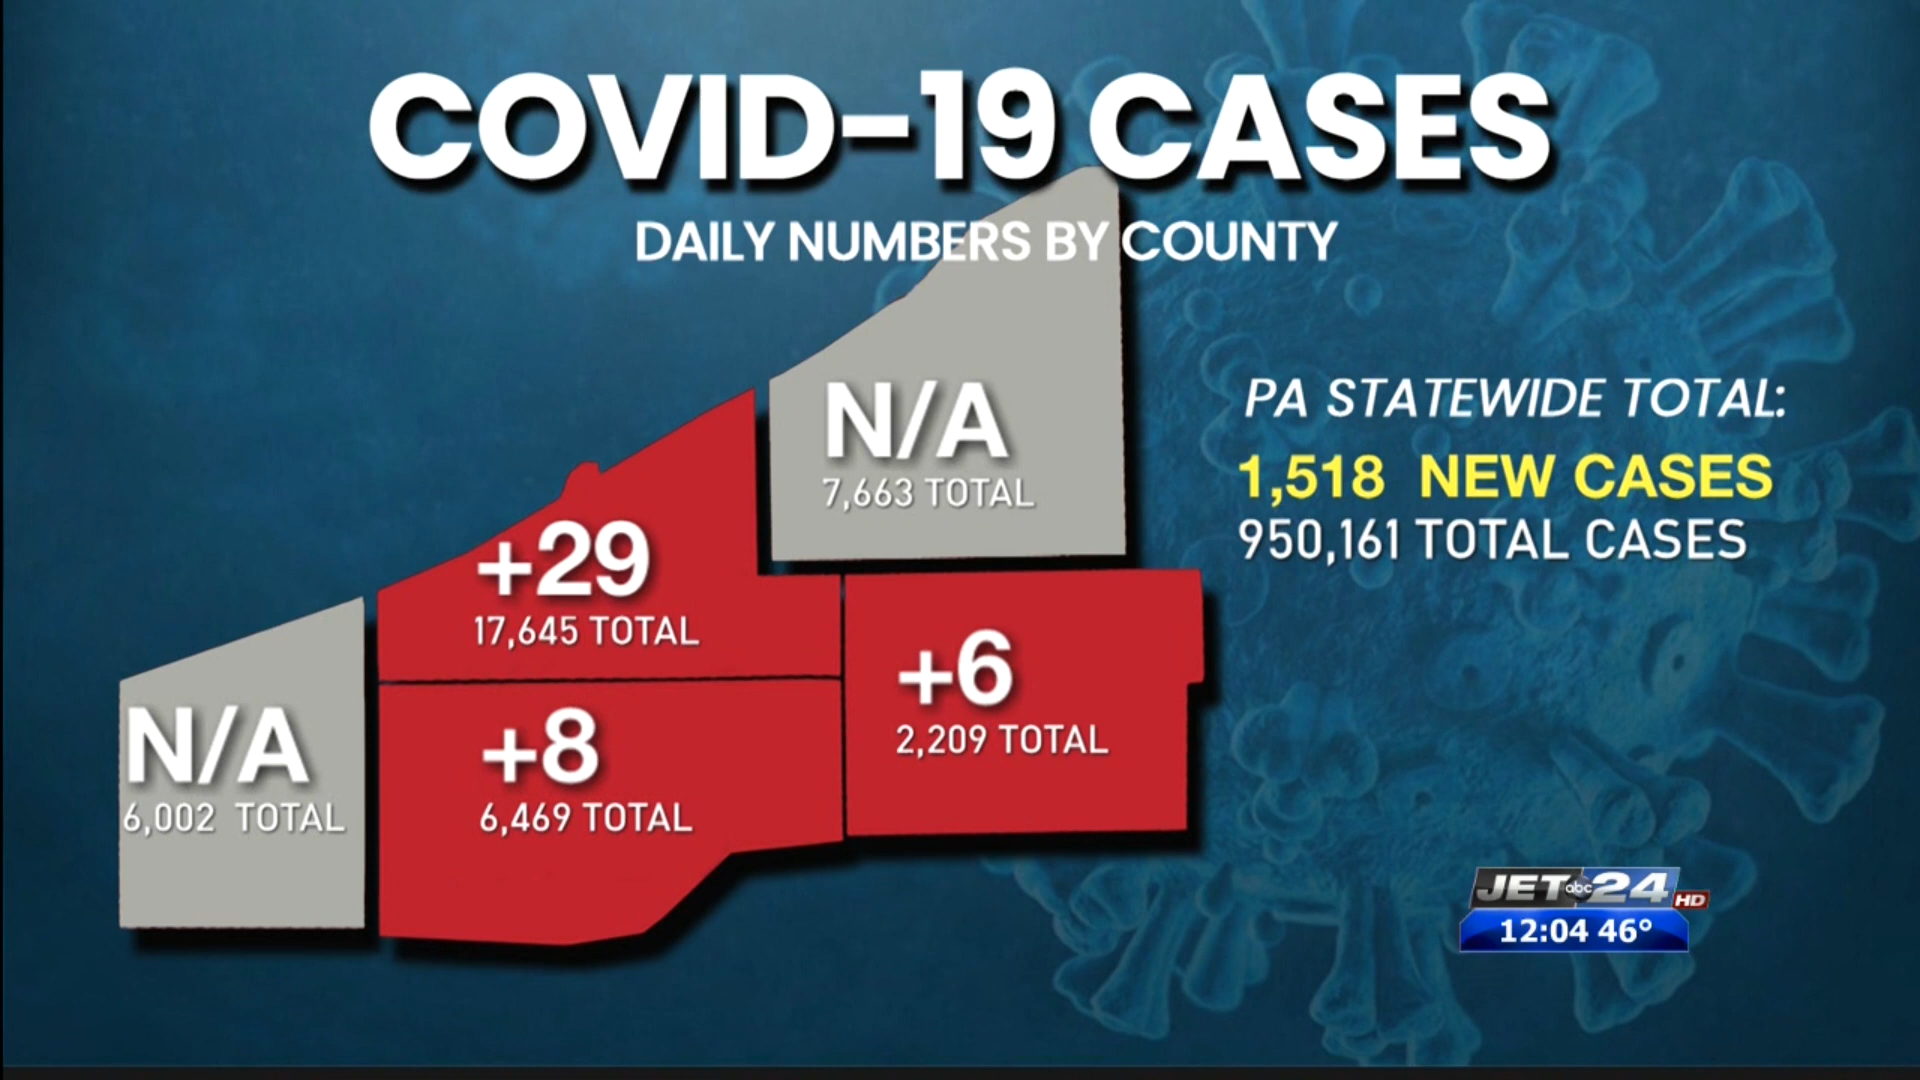 COVID-19 CASES
DAILY NUMBERS BY COUNTY
N/A
7,663 TOTAL
PA STATEWIDE TOTAL:
1,518 NEW CASES
950,161 TOTAL CASES
+29
17,645 TOTAL
+6
2,209 TOTAL
N/A
6,002 TOTAL
+8
6,469 TOTAL
JET abc 24 HD
12:04 46°